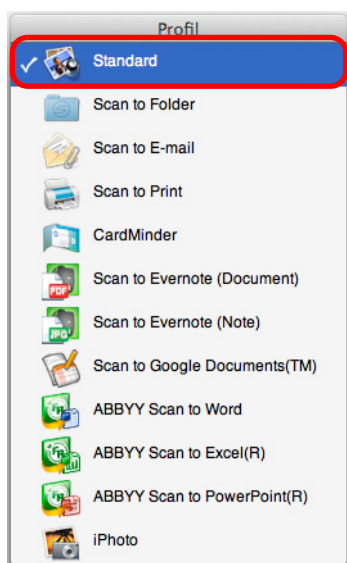 Profil
Standard
Scan to Folder
Scan to E-mail
Scan to Print
CardMinder
PDF
Scan to Evernote (Document)
JPG
Scan to Evernote (Note)
Scan to Google Documents(TM)
ABBYY Scan to Word
ABBYY Scan to Excel(R)
ABBYY Scan to PowerPoint(R)
iPhoto